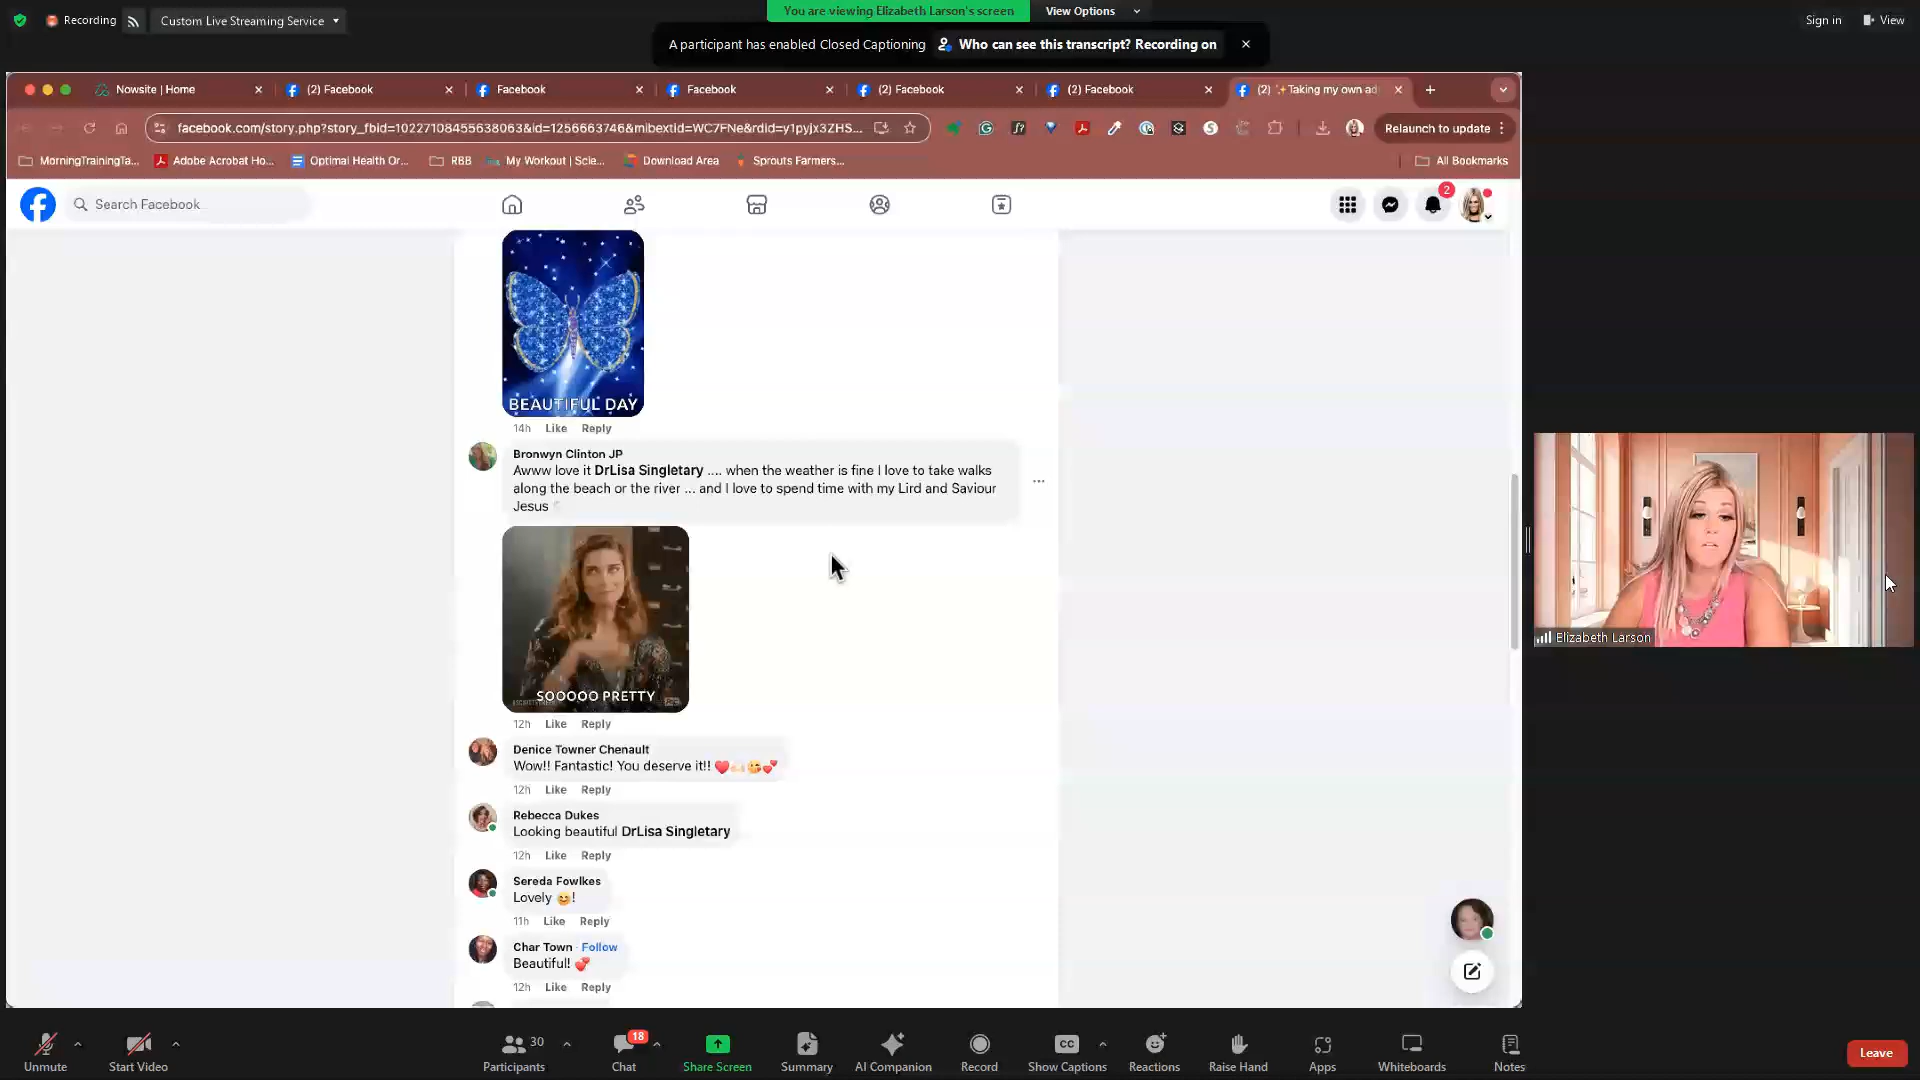 Recording
Custom Live Streaming Service
You are viewing Elizabeth Larson's screen
View Options
Sign in
View
A participant has enabled Closed Captioning
Who can see this transcript? Recording on
Nowsite | Home
(2) Facebook
Facebook
Facebook
(2) Facebook
(2) Facebook
(2) ✨Taking my own ad
facebook.com/story.php?story_fbid=10227108455638063&id=1256663746&mibextid=WC7FNe&rdid=y1pyjx3ZHS...
Relaunch to update
MorningTrainingTa...
Adobe Acrobat Ho...
Optimal Health Or...
RBB
My Workout | Scie...
Download Area
Sprouts Farmers...
All Bookmarks
Search Facebook
2
BEAUTIFUL DAY
14h Like Reply
Bronwyn Clinton JP
Awww love it DrLisa Singletary .... when the weather is fine I love to take walks
along the beach or the river ... and I love to spend time with my Lird and Saviour
Jesus
SOOOOO PRETTY
12h Like Reply
Denice Towner Chenault
Wow!! Fantastic! You deserve it!! ❤️🙌🏻😘💕
12h Like Reply
Rebecca Dukes
Looking beautiful DrLisa Singletary
12h Like Reply
Sereda Fowlkes
Lovely 😊!
11h Like Reply
Char Town · Follow
Beautiful! 💕
12h Like Reply
Elizabeth Larson
Unmute
Start Video
30
Participants
18
Chat
Share Screen
Summary
AI Companion
Record
CC
Show Captions
Reactions
Raise Hand
Apps
Whiteboards
Notes
Leave